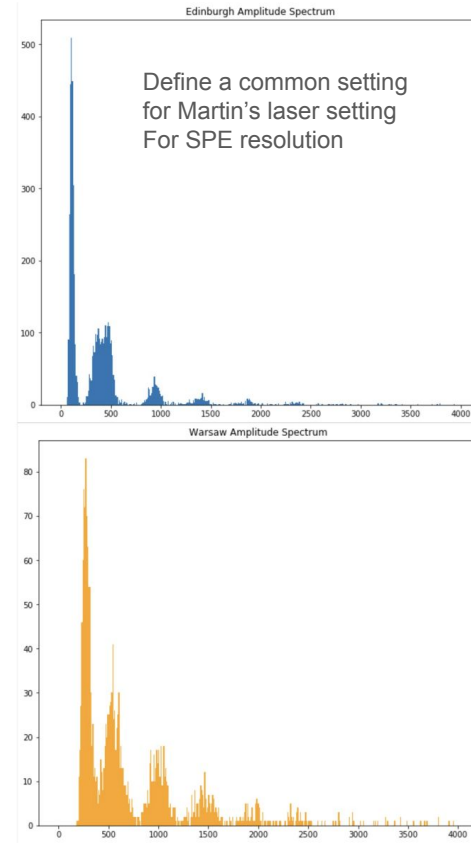 Edinburgh Amplitude Spectrum
Define a common setting
for Martin's laser setting
For SPE resolution
500
400
300
200
100
0
0 500 1000 1500 2000 2500 3000 3500 4000
Warsaw Amplitude Spectrum
80
70
60
50
40
30
20
10
0
0 500 1000 1500 2000 2500 3000 3500 4000